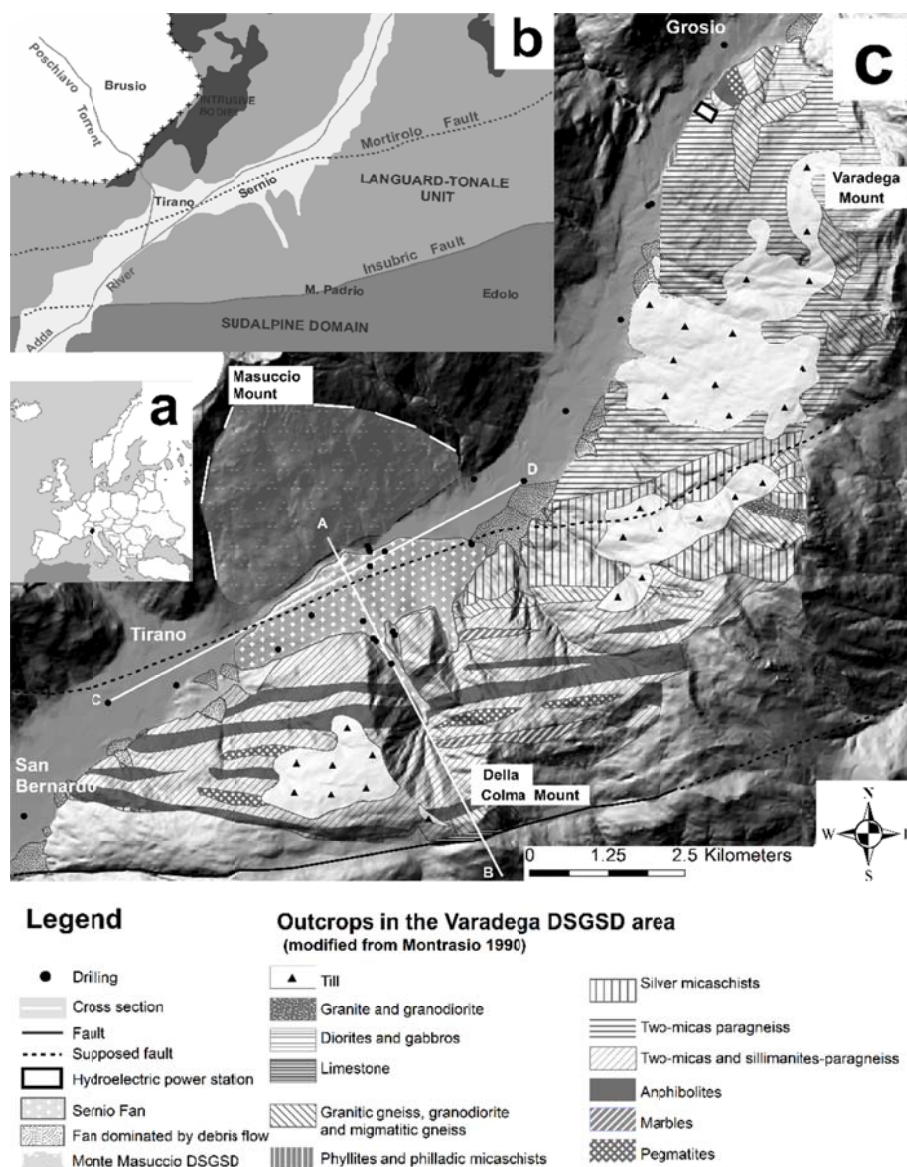 b
Poschiavo
Torrent
Brusio
INTRUSIVE
BODIES
Mortirolo Fault
Tirano
Sernio
LANGUARD-TONALE
UNIT
River
Insubric Fault
M. Padrio
Edolo
Adda
SUDALPINE DOMAIN
Grosio
c
Varadega
Mount
a
Masuccio
Mount
D
A
Tirano
C
San
Bernardo
Della
Colma Mount
B
N
W
S
0 1.25 2.5 Kilometers
Legend
Drilling
Cross section
Fault
Supposed fault
Hydroelectric power station
Sernio Fan
Fan dominated by debris flow
Monte Masuccio DSGSD
Outcrops in the Varadega DSGSD area
(modified from Montrasio 1990)
Till
Granite and granodiorite
Diorites and gabbros
Limestone
Granitic gneiss, granodiorite
and migmatitic gneiss
Phyllites and philladic micaschists
Silver micaschists
Two-micas paragneiss
Two-micas and sillimanites-paragneiss
Anphibolites
Marbles
Pegmatites